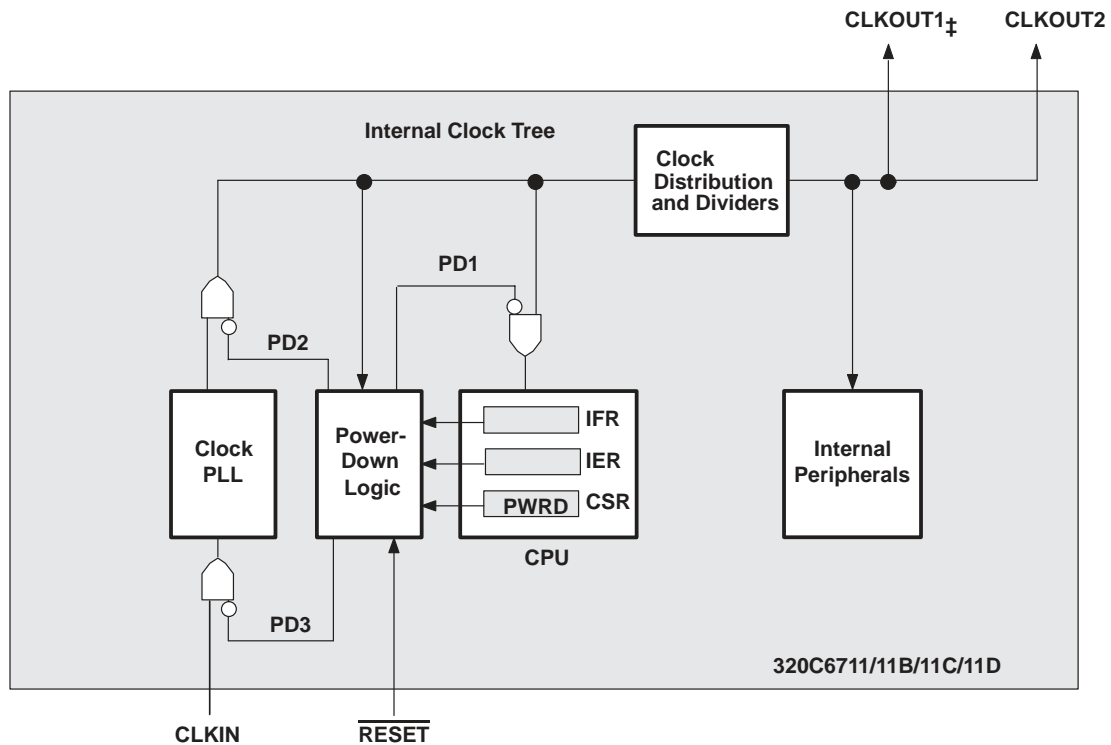 CLKOUT1‡
CLKOUT2
Internal Clock Tree
Clock
Distribution
and Dividers
PD1
PD2
Clock
PLL
Power-
Down
Logic
IFR
IER
PWRD
CSR
CPU
Internal
Peripherals
PD3
320C6711/11B/11C/11D
CLKIN
RESET